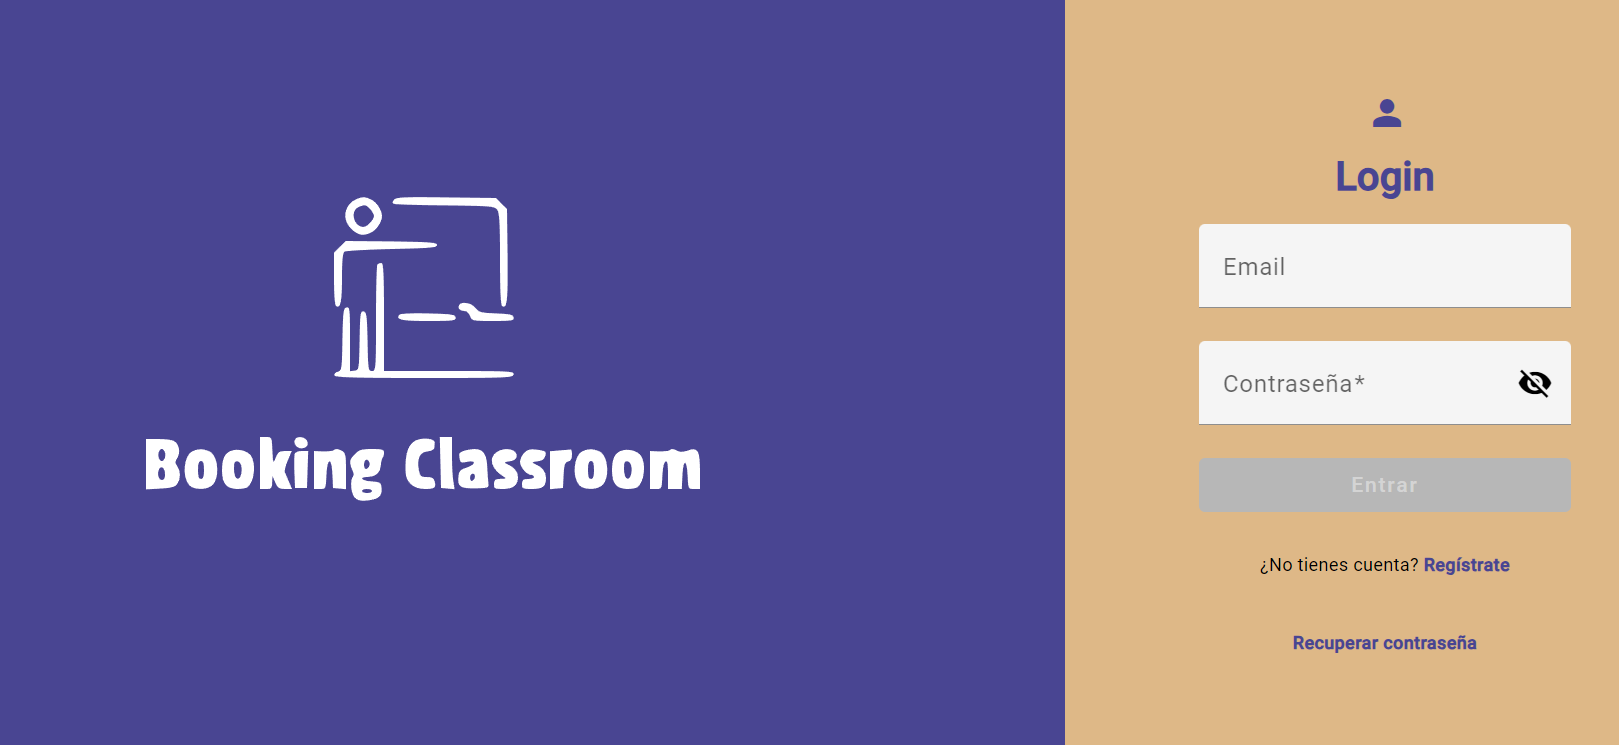 Booking Classroom
Login
Email
Contraseña*
Entrar
¿No tienes cuenta? Regístrate
Recuperar contraseña